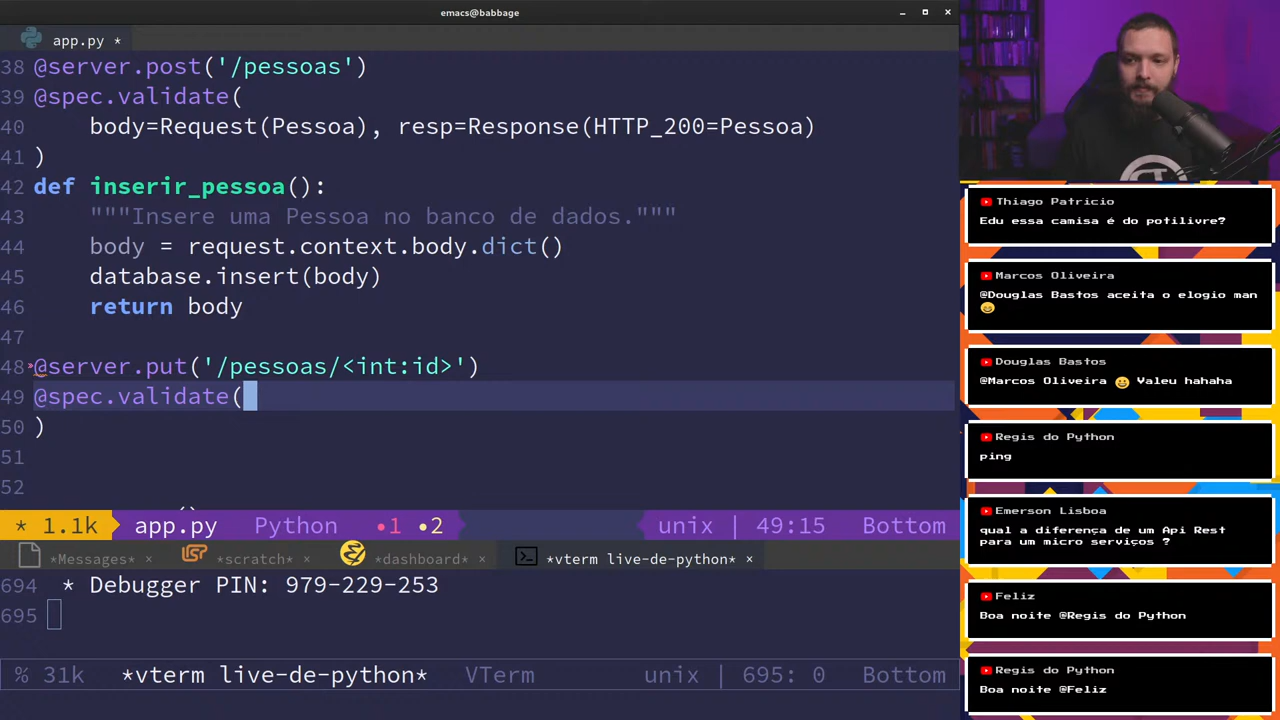 emacs@babbage
app.py *
38 @server.post('/pessoas')
39 @spec.validate(
40 body=Request(Pessoa), resp=Response(HTTP_200=Pessoa)
41 )
42 def inserir_pessoa():
43 """Insere uma Pessoa no banco de dados."""
44 body = request.context.body.dict()
45 database.insert(body)
46 return body
47
48 @server.put('/pessoas/<int:id>')
49 @spec.validate(
50 )
51
52
* 1.1k app.py Python •1 •2 unix | 49:15 Bottom
*Messages* × *scratch* × *dashboard* × *vterm live-de-python* ×
694 * Debugger PIN: 979-229-253
695
% 31k *vterm live-de-python* VTerm unix | 695: 0 Bottom
Thiago Patricio
Edu essa camisa é do potilivre?
Marcos Oliveira
@Douglas Bastos aceita o elogio man
Douglas Bastos
@Marcos Oliveira Valeu hahaha
Regis do Python
ping
Emerson Lisboa
qual a diferença de um Api Rest
para um micro serviços ?
Feliz
Boa noite @Regis do Python
Regis do Python
Boa noite @Feliz